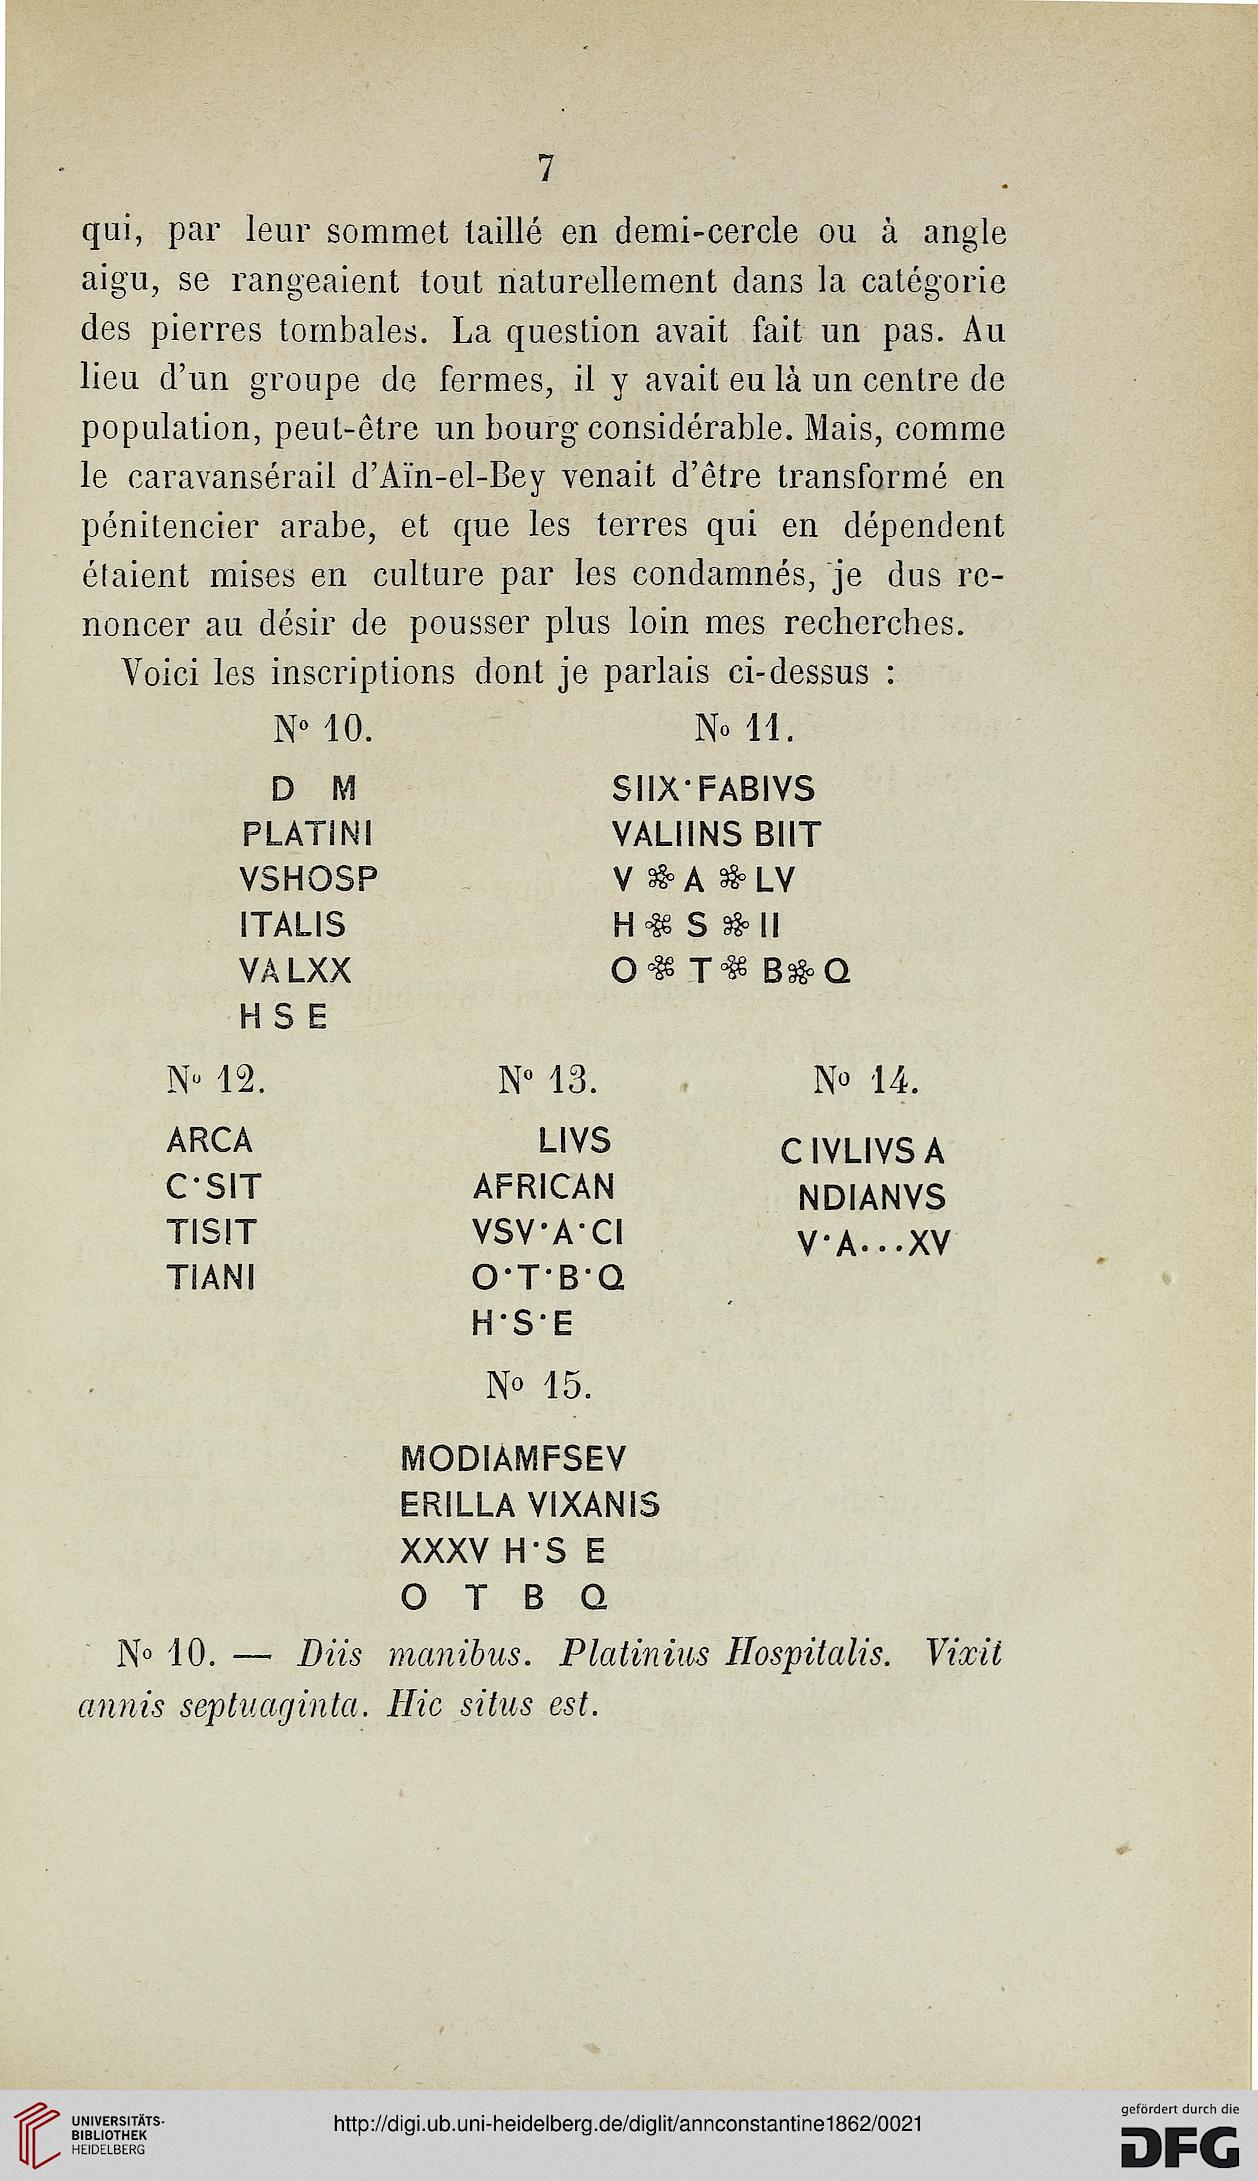 7
qui, par leur sommet taillé en demi-cercle ou à angle
aigu, se rangeaient tout naturellement dans la catégorie
des pierres tombales. La question avait fait un pas. Au
lieu d'un groupe de fermes, il y avait eu là un centre de
population, peut-être un bourg considérable. Mais, comme
le caravansérail d'Aïn-el-Bey venait d'être transformé en
pénitencier arabe, et que les terres qui en dépendent
étaient mises en culture par les condamnés, je dus re-
noncer au désir de pousser plus loin mes recherches.
Voici les inscriptions dont je parlais ci-dessus :
Nº 10.
D M
PLATINI
VSHOSP
ITALIS
VA LXX
H S E
No 11.
SIIX·FABIVS
VALIINS BIIT
V ❀ A ❀ LV
H ❀ S ❀ II
O ❀ T ❀ B ❀ Q
Nº 12.
ARCA
C·SIT
TISIT
TIANI
Nº 13.
LIVS
AFRICAN
VSV·A·CI
O·T·B·Q
H·S·E
Nº 14.
C IVLIVS A
NDIANVS
V·A...XV
No 15.
MODIAMFSEV
ERILLA VIXANIS
XXXV H·S E
O T B Q
No 10. — Diis manibus. Platinius Hospitalis. Vixit
annis septuaginta. Hic situs est.
UNIVERSITÄTS-
BIBLIOTHEK
HEIDELBERG
http://digi.ub.uni-heidelberg.de/diglit/annconstantine1862/0021
gefördert durch die
DFG